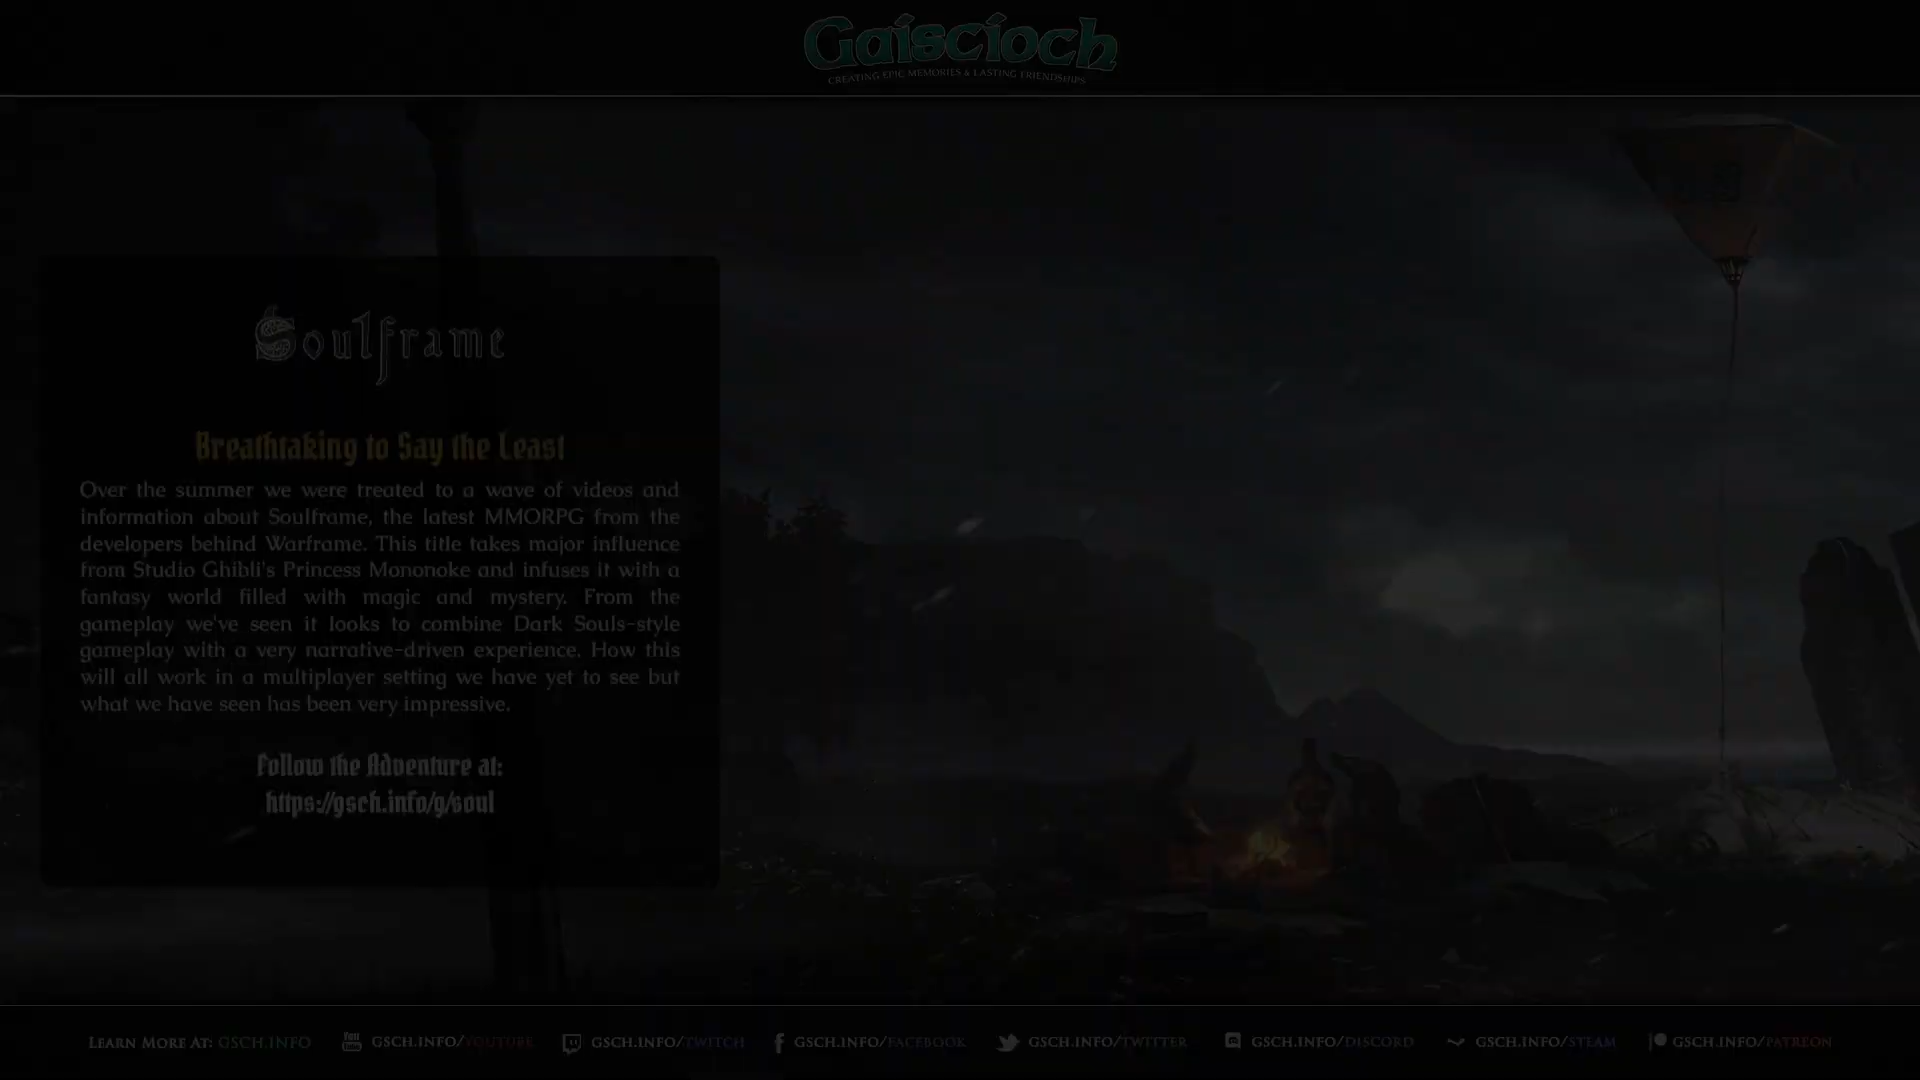 Gaiscioch
CREATING EPIC MEMORIES & LASTING FRIENDSHIPS
Soulframe
Breathtaking to Say the Least
Over the summer we were treated to a wave of videos and
information about Soulframe, the latest MMORPG from the
developers behind Warframe. This title takes major influence
from Studio Ghibli's Princess Mononoke and infuses it with a
fantasy world filled with magic and mystery. From the
gameplay we've seen it looks to combine Dark Souls-style
gameplay with a very narrative-driven experience. How this
will all work in a multiplayer setting we have yet to see but
what we have seen has been very impressive.
Follow the Adventure at:
https://gsch.info/g/soul
LEARN MORE AT: GSCH.INFO GSCH.INFO/YOUTUBE GSCH.INFO/TWITCH GSCH.INFO/FACEBOOK GSCH.INFO/TWITTER GSCH.INFO/DISCORD GSCH.INFO/STEAM GSCH.INFO/PATREON